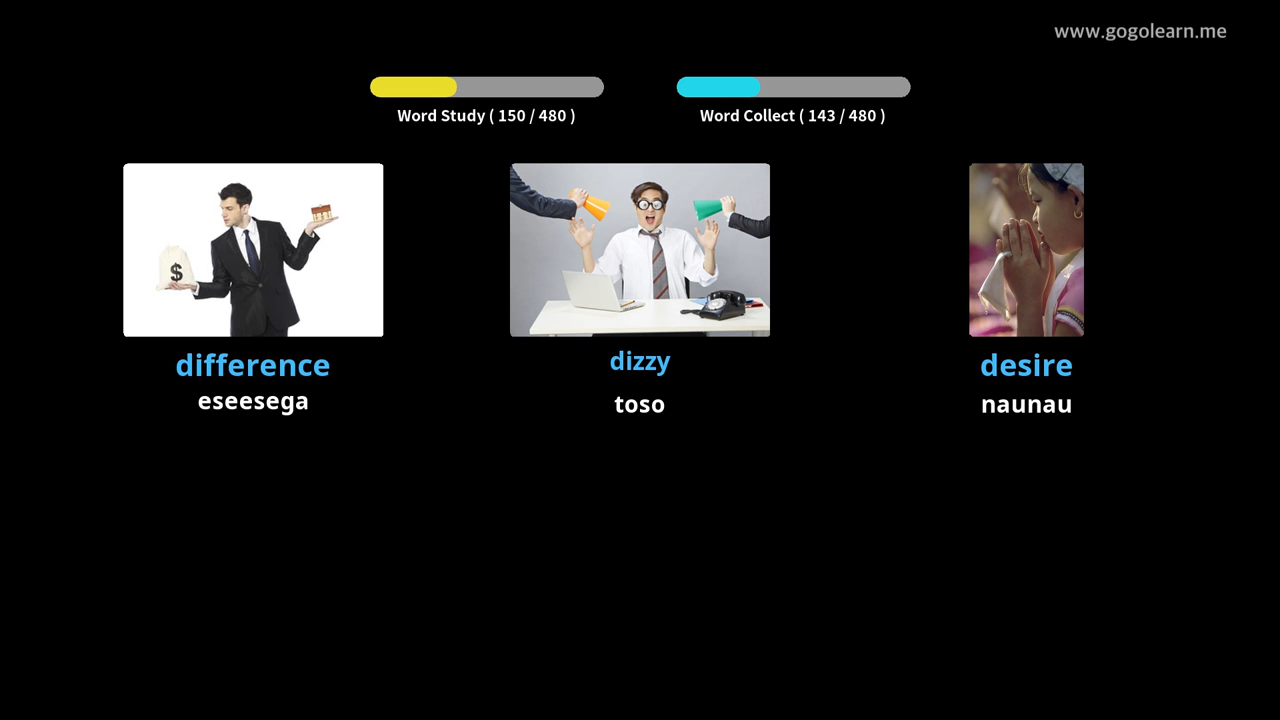 www.gogolearn.me
Word Study ( 150 / 480 )
Word Collect ( 143 / 480 )
$
difference
eseesega
dizzy
toso
desire
naunau